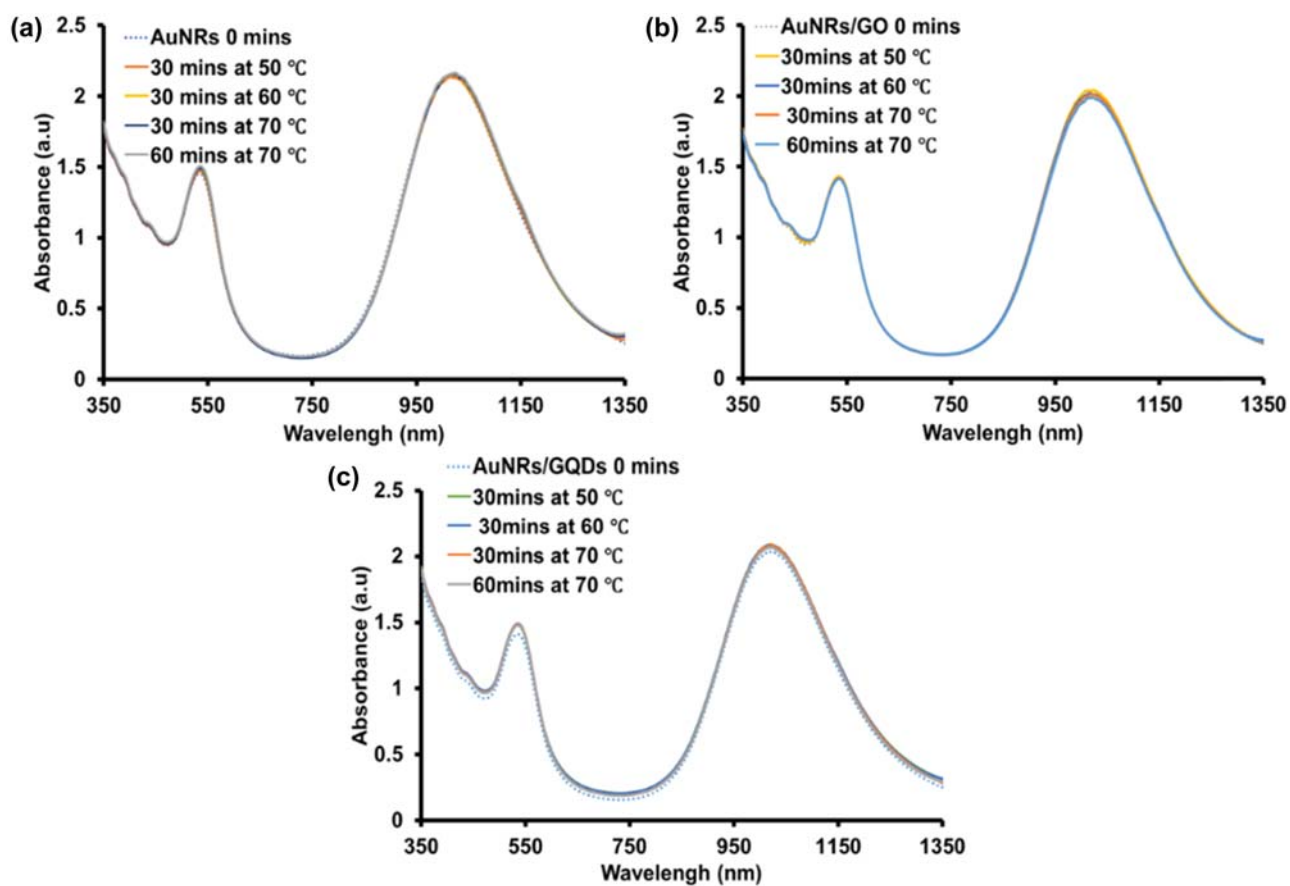 (a)
2.5
2
1.5
1
0.5
0
Absorbance (a.u)
AuNRs 0 mins
30 mins at 50 ℃
30 mins at 60 ℃
30 mins at 70 ℃
60 mins at 70 ℃
350 550 750 950 1150 1350
Wavelengh (nm)
(b)
2.5
2
1.5
1
0.5
0
Absorbance (a.u)
AuNRs/GO 0 mins
30mins at 50 ℃
30mins at 60 ℃
30mins at 70 ℃
60mins at 70 ℃
350 550 750 950 1150 1350
Wavelengh (nm)
(c)
2.5
2
1.5
1
0.5
0
Absorbance (a.u)
AuNRs/GQDs 0 mins
30mins at 50 ℃
30mins at 60 ℃
30mins at 70 ℃
60mins at 70 ℃
350 550 750 950 1150 1350
Wavelengh (nm)